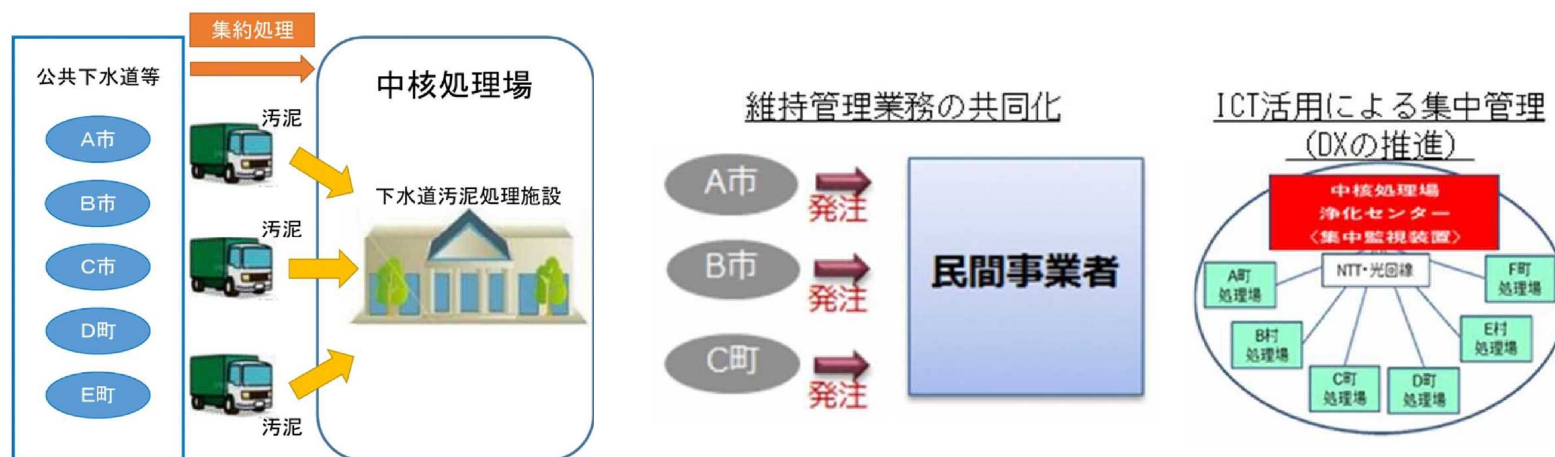 集約処理
公共下水道等
A市
B市
C市
D町
E町
汚泥
汚泥
汚泥
中核処理場
下水道汚泥処理施設
維持管理業務の共同化
A市
発注
B市
発注
C町
発注
民間事業者
ICT活用による集中管理
(DXの推進)
中核処理場
浄化センター
〈集中監視装置〉
NTT・光回線
A町
処理場
B村
処理場
C町
処理場
D町
処理場
E村
処理場
F町
処理場